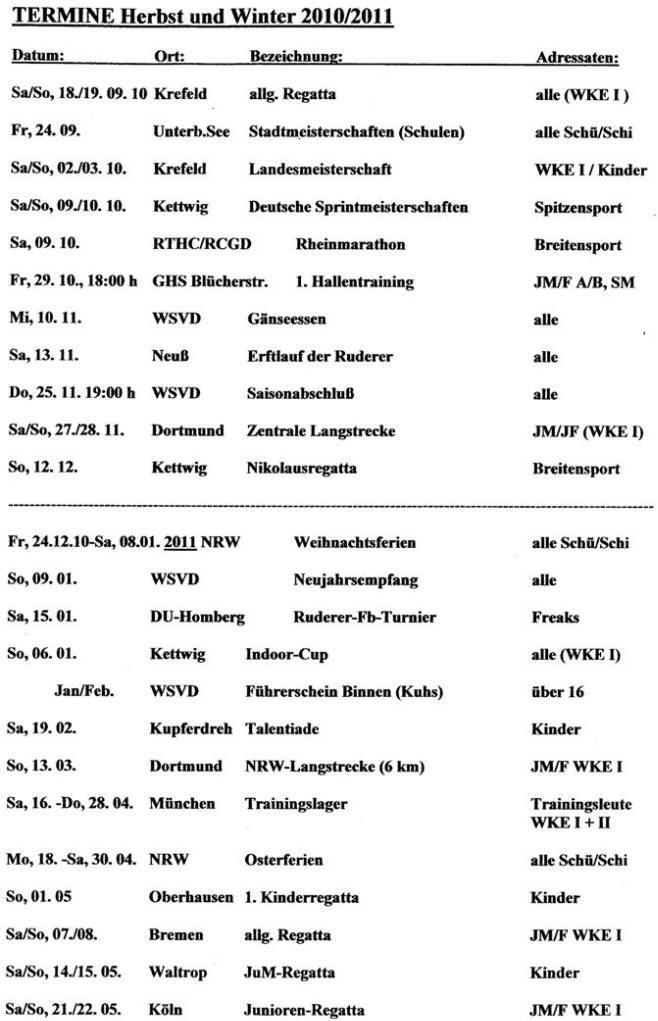 TERMINE Herbst und Winter 2010/2011
Datum: Ort: Bezeichnung: Adressaten:
Sa/So, 18./19. 09. 10 Krefeld allg. Regatta alle (WKE I )
Fr, 24. 09. Unterb.See Stadtmeisterschaften (Schulen) alle Schü/Schi
Sa/So, 02./03. 10. Krefeld Landesmeisterschaft WKE I / Kinder
Sa/So, 09./10. 10. Kettwig Deutsche Sprintmeisterschaften Spitzensport
Sa, 09. 10. RTHC/RCGD Rheinmarathon Breitensport
Fr, 29. 10., 18:00 h GHS Blücherstr. 1. Hallentraining JM/F A/B, SM
Mi, 10. 11. WSVD Gänseessen alle
Sa, 13. 11. Neuß Erftlauf der Ruderer alle
Do, 25. 11. 19:00 h WSVD Saisonabschluß alle
Sa/So, 27./28. 11. Dortmund Zentrale Langstrecke JM/JF (WKE I)
So, 12. 12. Kettwig Nikolausregatta Breitensport
Fr, 24.12.10-Sa, 08.01. 2011 NRW Weihnachtsferien alle Schü/Schi
So, 09. 01. WSVD Neujahrsempfang alle
Sa, 15. 01. DU-Homberg Ruderer-Fb-Turnier Freaks
So, 06. 01. Kettwig Indoor-Cup alle (WKE I)
Jan/Feb. WSVD Führerschein Binnen (Kuhs) über 16
Sa, 19. 02. Kupferdreh Talentiade Kinder
So, 13. 03. Dortmund NRW-Langstrecke (6 km) JM/F WKE I
Sa, 16. -Do, 28. 04. München Trainingslager Trainingsleute
WKE I + II
Mo, 18. -Sa, 30. 04. NRW Osterferien alle Schü/Schi
So, 01. 05 Oberhausen 1. Kinderregatta Kinder
Sa/So, 07./08. Bremen allg. Regatta JM/F WKE I
Sa/So, 14./15. 05. Waltrop JuM-Regatta Kinder
Sa/So, 21./22. 05. Köln Junioren-Regatta JM/F WKE I